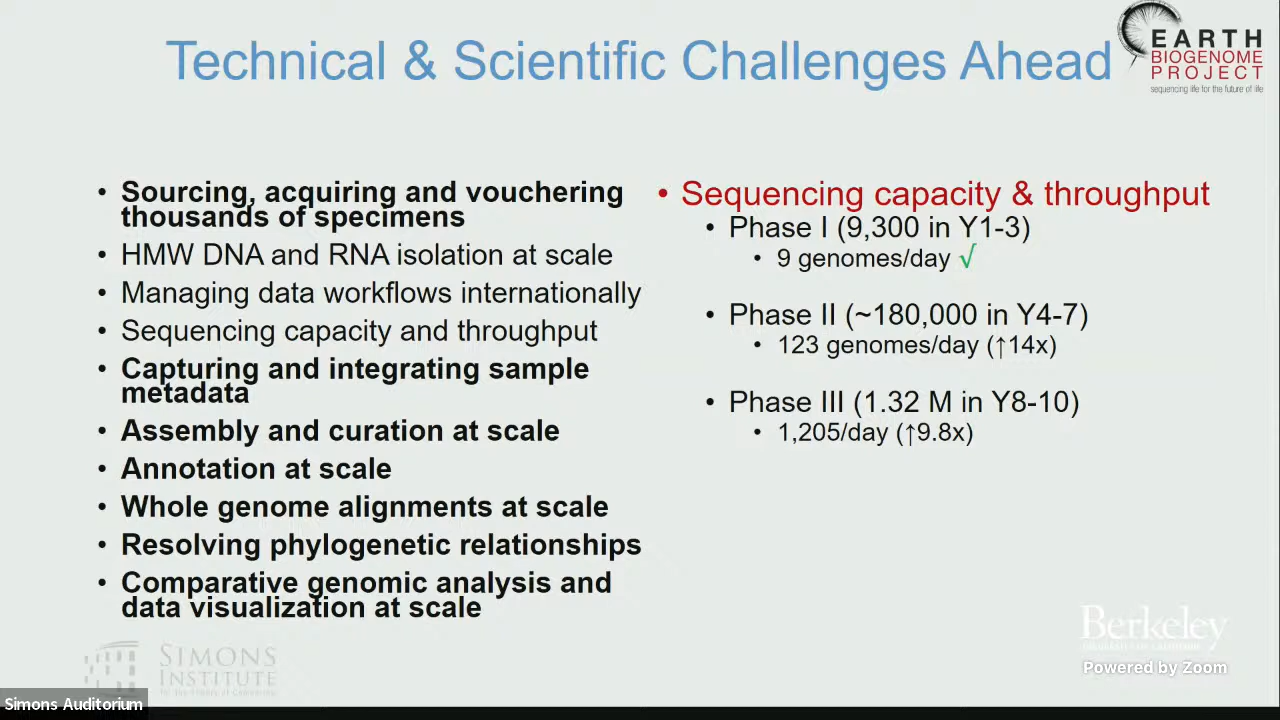 Technical & Scientific Challenges Ahead
EARTH
BIOGENOME
PROJECT
sequencing life for the future of life
• Sourcing, acquiring and vouchering
thousands of specimens
• HMW DNA and RNA isolation at scale
• Managing data workflows internationally
• Sequencing capacity and throughput
• Capturing and integrating sample
metadata
• Assembly and curation at scale
• Annotation at scale
• Whole genome alignments at scale
• Resolving phylogenetic relationships
• Comparative genomic analysis and
data visualization at scale
• Sequencing capacity & throughput
• Phase I (9,300 in Y1-3)
• 9 genomes/day √
• Phase II (~180,000 in Y4-7)
• 123 genomes/day (↑14x)
• Phase III (1.32 M in Y8-10)
• 1,205/day (↑9.8x)
SIMONS
INSTITUTE
for the Theory of Computing
Berkeley
Powered by Zoom
Simons Auditorium